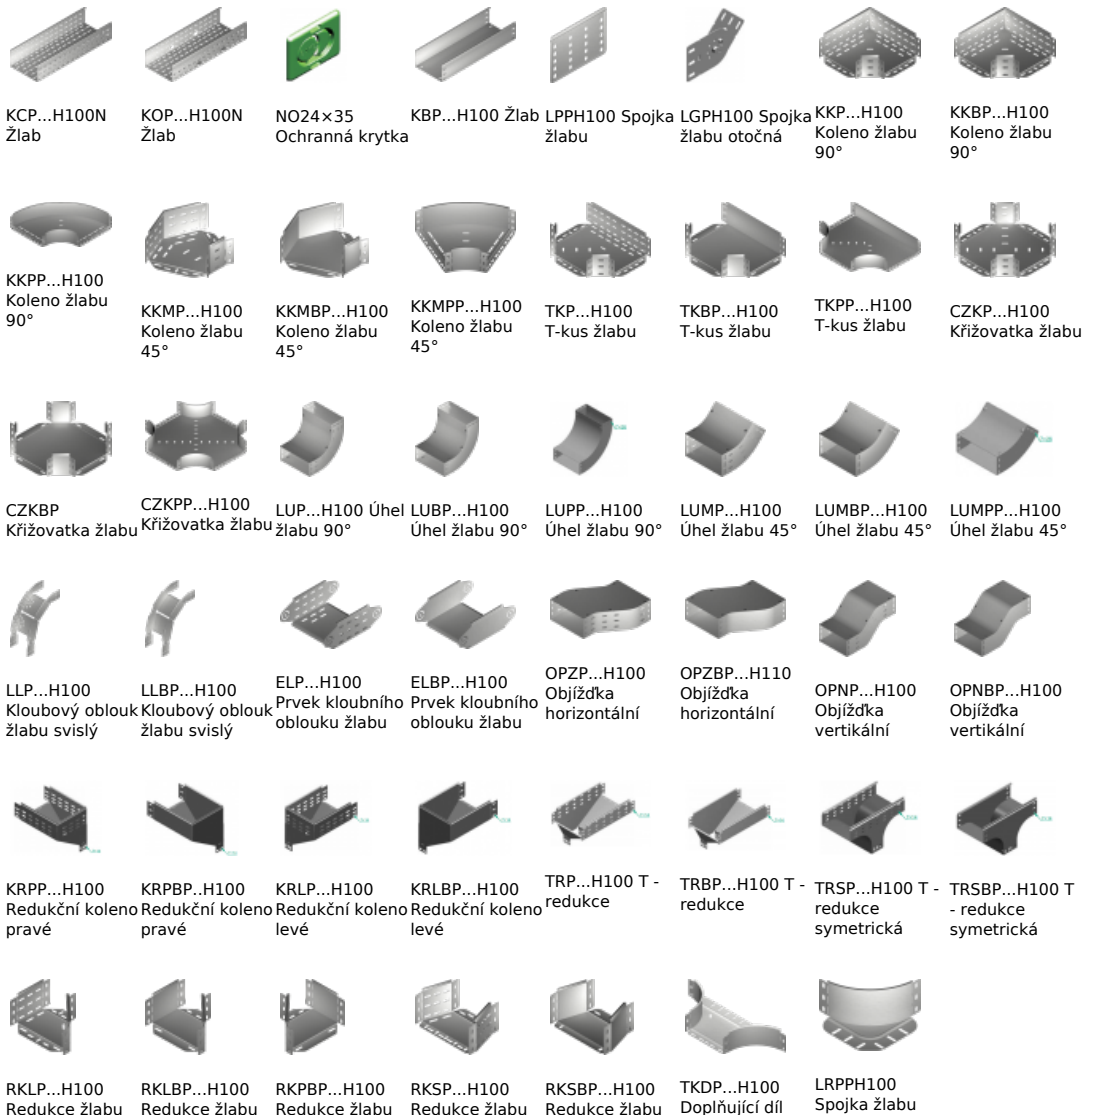 KCP...H100N
Žlab
KOP...H100N
Žlab
NO24×35
Ochranná krytka
KBP...H100 Žlab
LPPH100 Spojka
žlabu
LGPH100 Spojka
žlabu otočná
KKP...H100
Koleno žlabu
90°
KKBP...H100
Koleno žlabu
90°
KKPP...H100
Koleno žlabu
90°
KKMP...H100
Koleno žlabu
45°
KKMBP...H100
Koleno žlabu
45°
KKMPP...H100
Koleno žlabu
45°
TKP...H100
T-kus žlabu
TKBP...H100
T-kus žlabu
TKPP...H100
T-kus žlabu
CZKP...H100
Křižovatka žlabu
CZKBP
Křižovatka žlabu
CZKPP...H100
Křižovatka žlabu
LUP...H100 Úhel
žlabu 90°
LUBP...H100
Úhel žlabu 90°
LUPP...H100
Úhel žlabu 90°
LUMP...H100
Úhel žlabu 45°
LUMBP...H100
Úhel žlabu 45°
LUMPP...H100
Úhel žlabu 45°
LLP...H100
Kloubový oblouk
žlabu svislý
LLBP...H100
Kloubový oblouk
žlabu svislý
ELP...H100
Prvek kloubního
oblouku žlabu
ELBP...H100
Prvek kloubního
oblouku žlabu
OPZP...H100
Objížďka
horizontální
OPZBP...H110
Objížďka
horizontální
OPNP...H100
Objížďka
vertikální
OPNBP...H100
Objížďka
vertikální
KRPP...H100
Redukční koleno
pravé
KRPBP..H100
Redukční koleno
pravé
KRLP...H100
Redukční koleno
levé
KRLBP...H100
Redukční koleno
levé
TRP...H100 T -
redukce
TRBP...H100 T -
redukce
TRSP...H100 T -
redukce
symetrická
TRSBP...H100 T
- redukce
symetrická
RKLP...H100
Redukce žlabu
RKLBP...H100
Redukce žlabu
RKPBP...H100
Redukce žlabu
RKSP...H100
Redukce žlabu
RKSBP...H100
Redukce žlabu
TKDP...H100
Doplňující díl
LRPPH100
Spojka žlabu